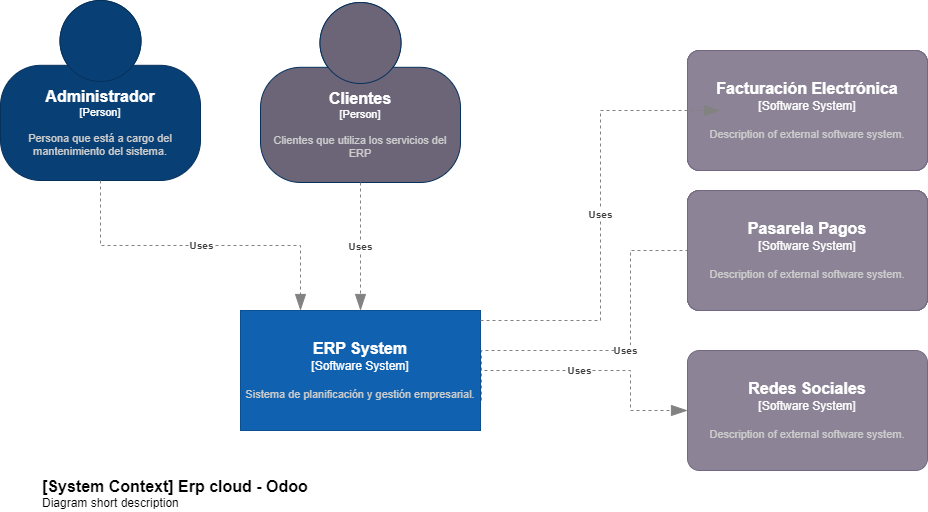 Administrador
[Person]
Persona que está a cargo del
mantenimiento del sistema.
Clientes
[Person]
Clientes que utiliza los servicios del
ERP
Facturación Electrónica
[Software System]
Description of external software system.
Uses
Pasarela Pagos
[Software System]
Description of external software system.
Uses
Uses
ERP System
[Software System]
Sistema de planificación y gestión empresarial.
Uses
Uses
Redes Sociales
[Software System]
Description of external software system.
[System Context] Erp cloud - Odoo
Diagram short description